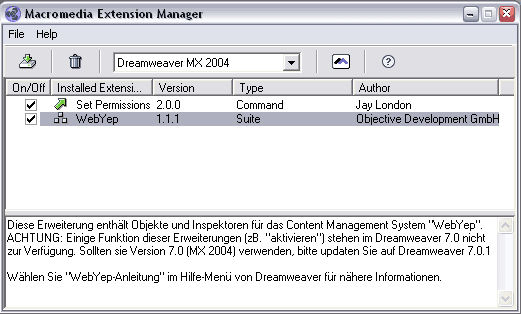 Macromedia Extension Manager
File Help
Dreamweaver MX 2004
On/Off Installed Extensi... Version Type Author
Set Permissions 2.0.0 Command Jay London
WebYep 1.1.1 Suite Objective Development GmbH
Diese Erweiterung enthält Objekte und Inspektoren für das Content Management System "WebYep".
ACHTUNG: Einige Funktion dieser Erweiterungen (zB. "aktivieren") stehen im Dreamweaver 7.0 nicht
zur Verfügung. Sollten sie Version 7.0 (MX 2004) verwenden, bitte updaten Sie auf Dreamweaver 7.0.1
Wählen Sie "WebYep-Anleitung" im Hilfe-Menü von Dreamweaver für nähere Informationen.